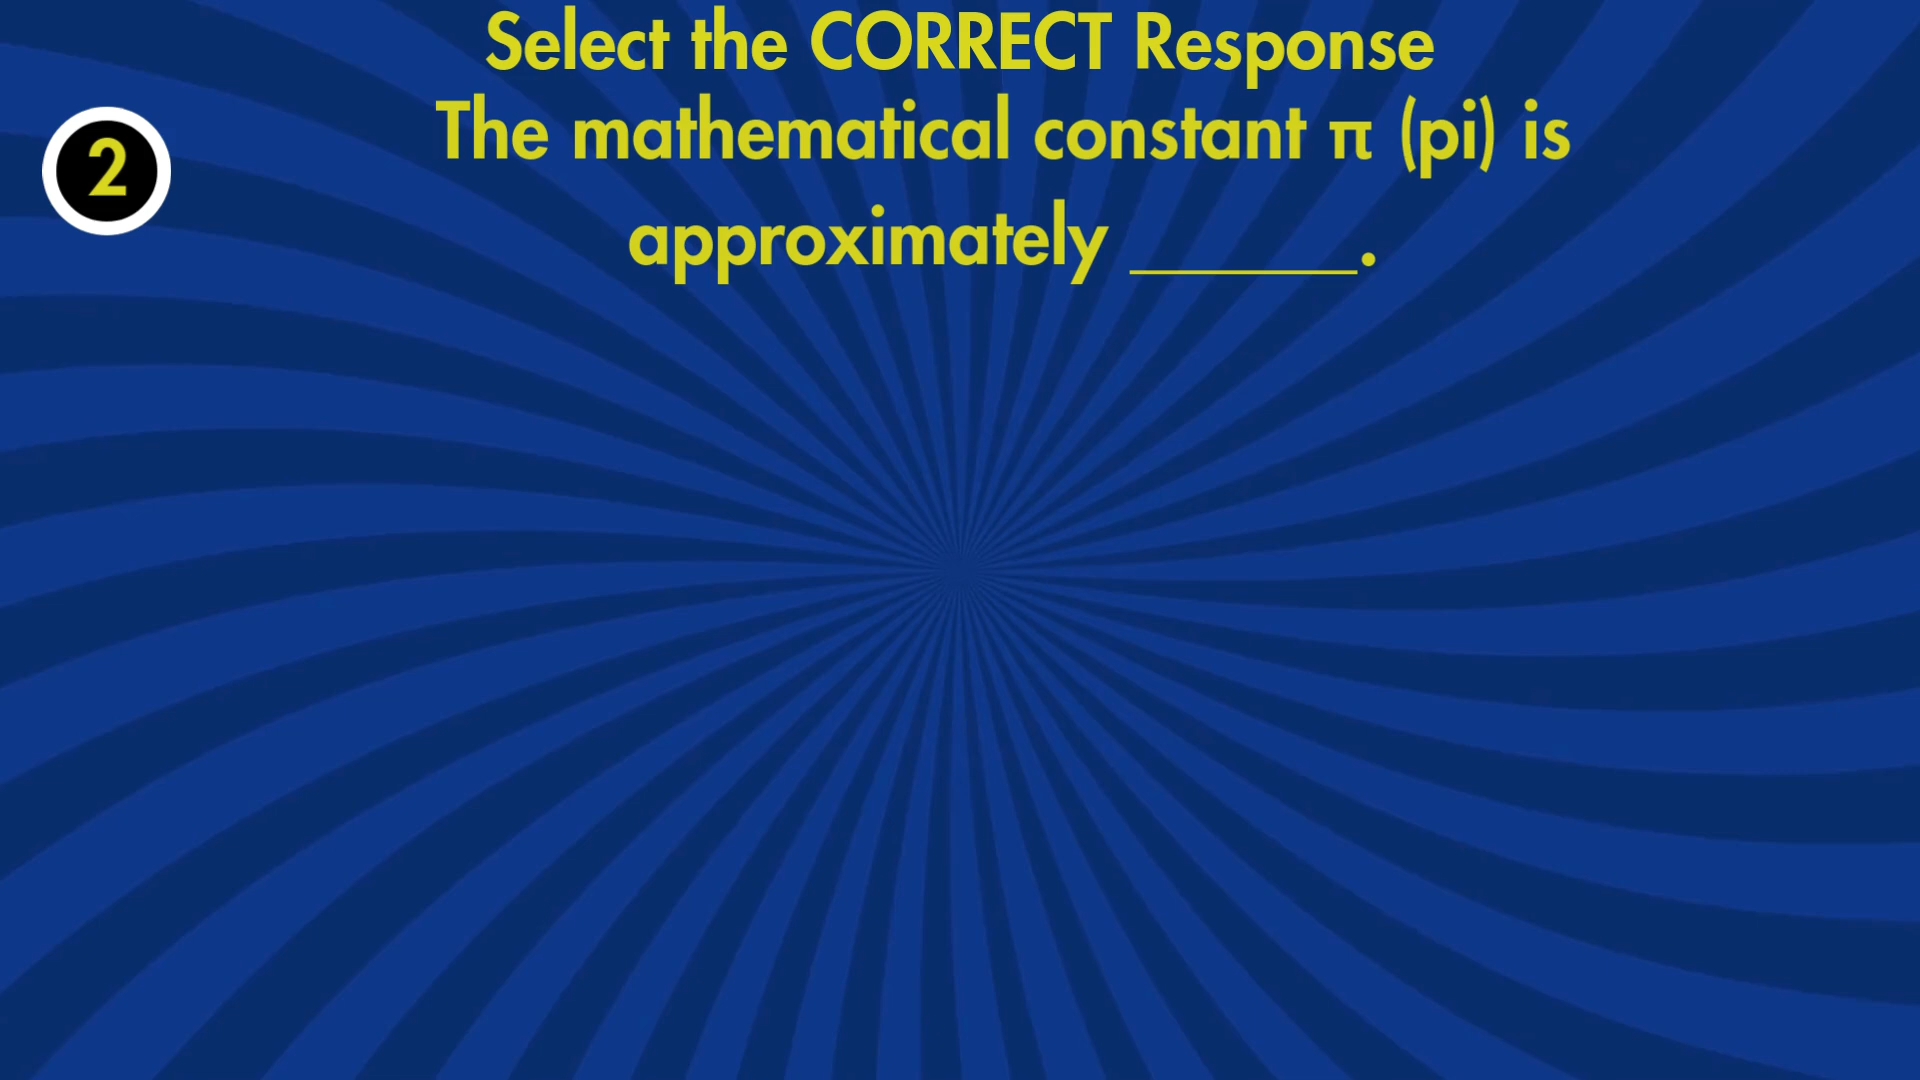 Select the CORRECT Response
The mathematical constant π (pi) is
2
approximately ______.